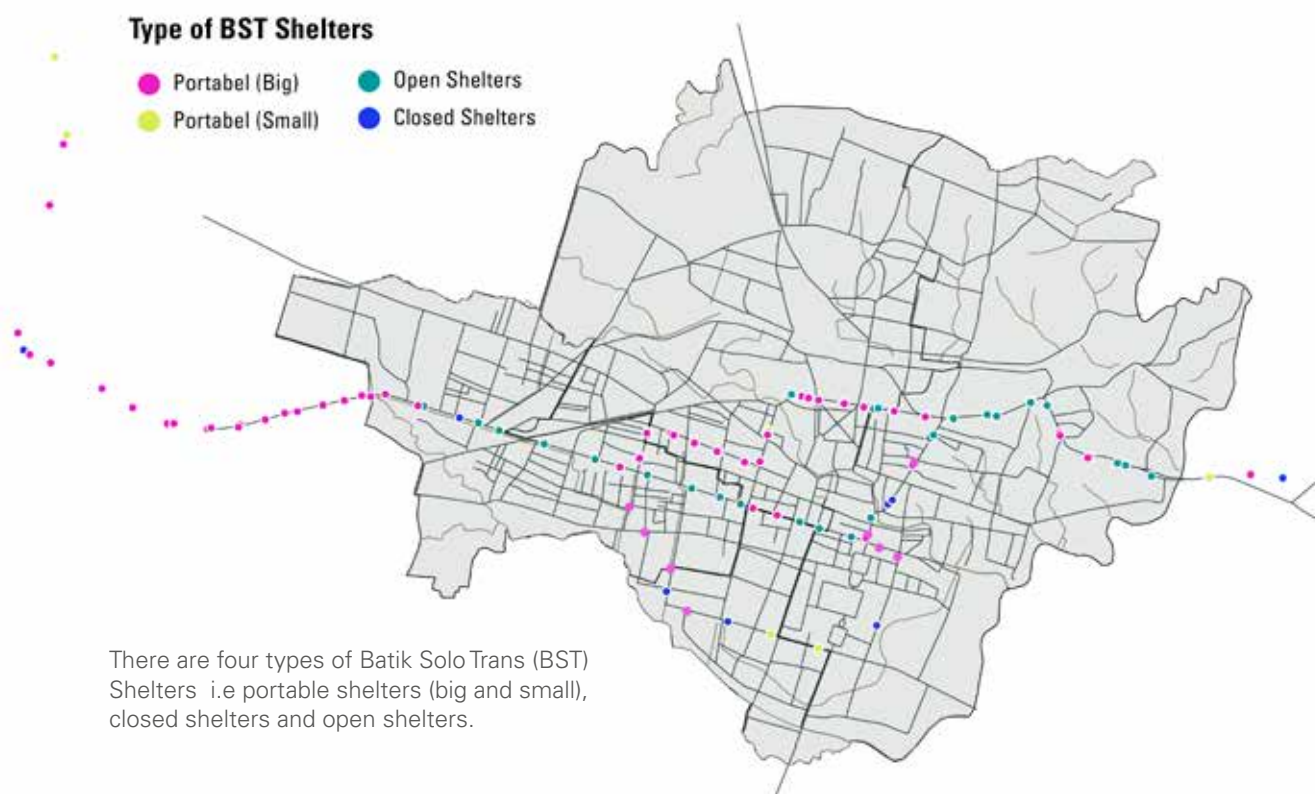 Type of BST Shelters
Portabel (Big)
Open Shelters
Portabel (Small)
Closed Shelters
There are four types of Batik Solo Trans (BST)
Shelters i.e portable shelters (big and small),
closed shelters and open shelters.